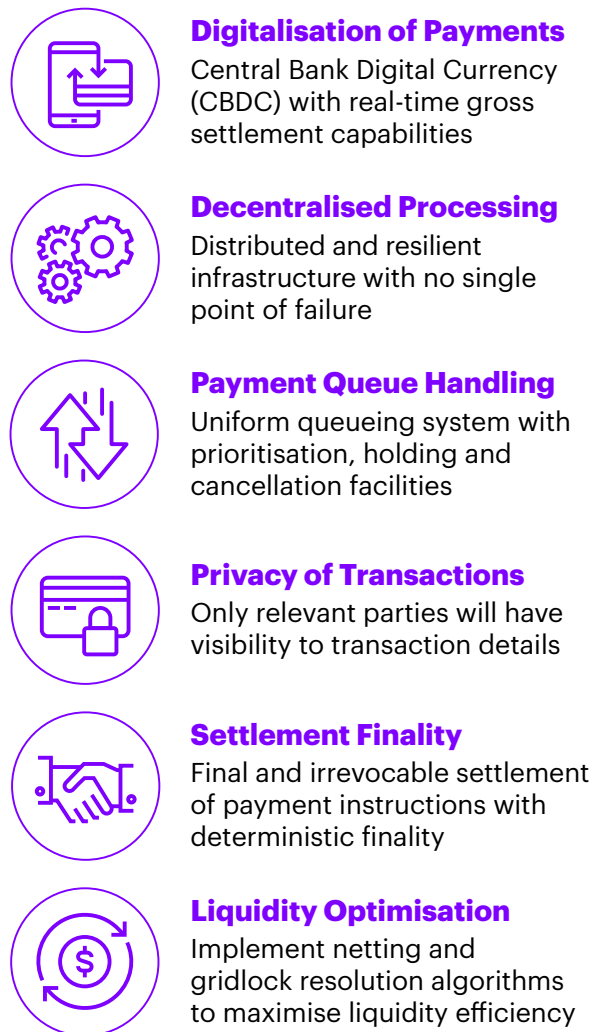 Digitalisation of Payments
Central Bank Digital Currency
(CBDC) with real-time gross
settlement capabilities
Decentralised Processing
Distributed and resilient
infrastructure with no single
point of failure
Payment Queue Handling
Uniform queueing system with
prioritisation, holding and
cancellation facilities
Privacy of Transactions
Only relevant parties will have
visibility to transaction details
Settlement Finality
Final and irrevocable settlement
of payment instructions with
deterministic finality
$
Liquidity Optimisation
Implement netting and
gridlock resolution algorithms
to maximise liquidity efficiency